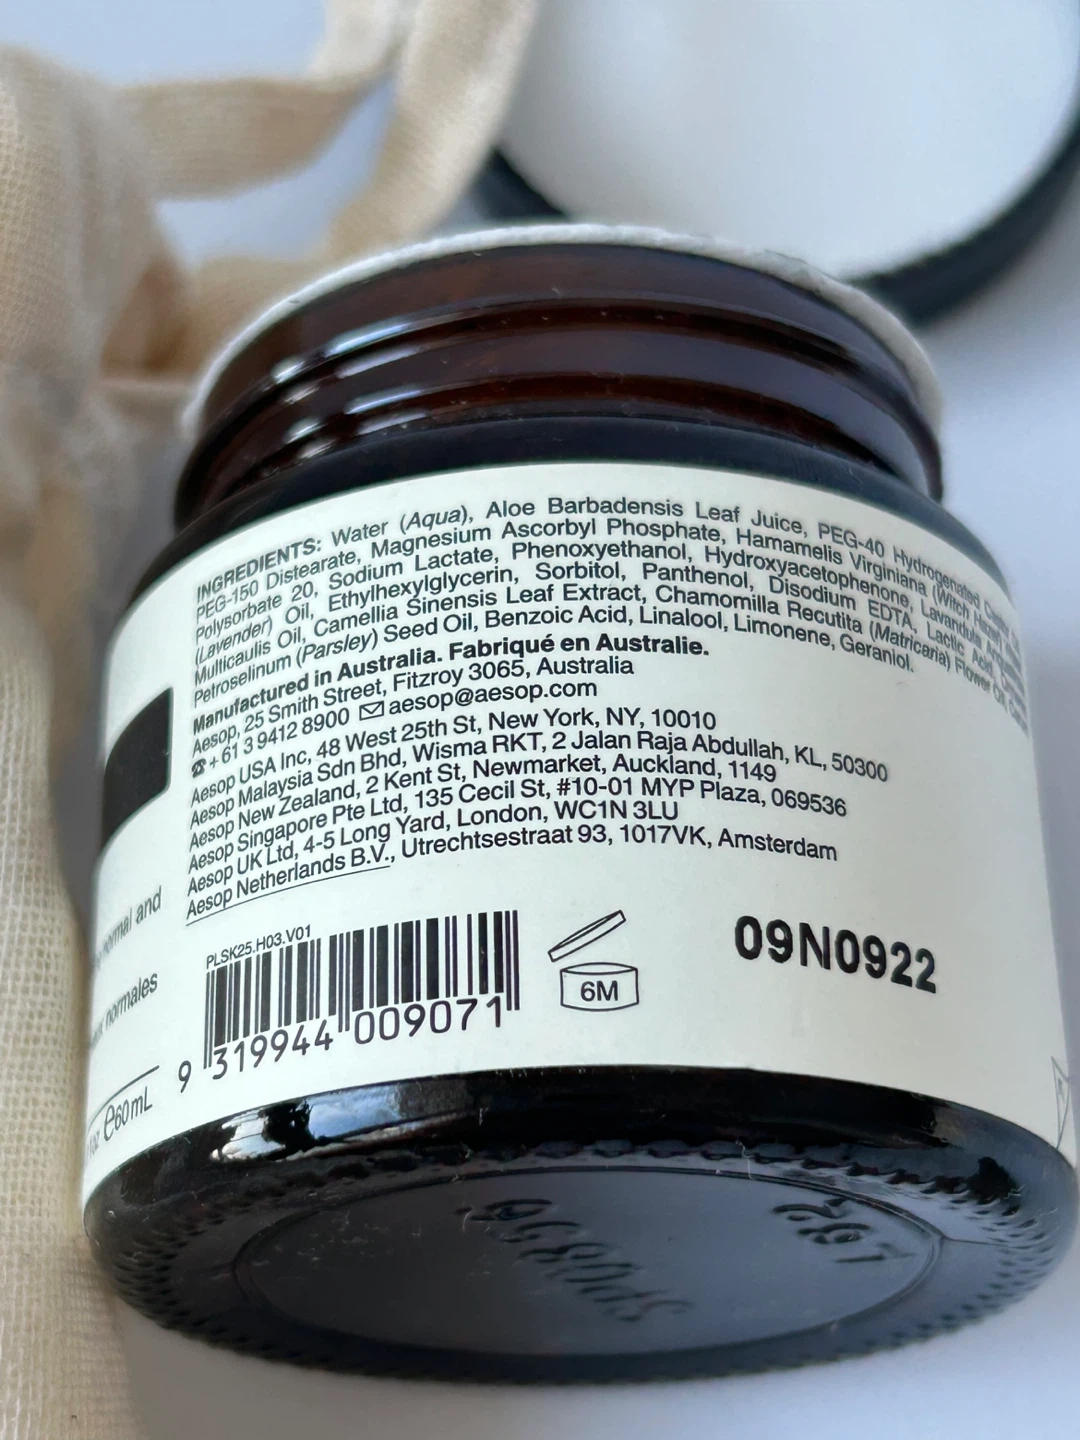 INGREDIENTS: Water (Aqua), Aloe Barbadensis Leaf Juice, PEG-40 Hydrogenated
PEG-150 Distearate, Magnesium Ascorbyl Phosphate, Hamamelis Virginiana (Witch Hazel)
Polysorbate 20, Sodium Lactate, Phenoxyethanol, Hydroxyacetophenone, Lavandula
(Lavender) Oil, Ethylhexylglycerin, Sorbitol, Panthenol, Disodium EDTA, Lactic Acid,
Multicaulis Oil, Camellia Sinensis Leaf Extract, Chamomilla Recutita (Matricaria) Flower Oil,
Petroselinum (Parsley) Seed Oil, Benzoic Acid, Linalool, Limonene, Geraniol.
Manufactured in Australia. Fabriqué en Australie.
Aesop, 25 Smith Street, Fitzroy 3065, Australia
☎ +61 3 9412 8900 ✉ aesop@aesop.com
Aesop USA Inc, 48 West 25th St, New York, NY, 10010
Aesop Malaysia Sdn Bhd, Wisma RKT, 2 Jalan Raja Abdullah, KL, 50300
Aesop New Zealand, 2 Kent St, Newmarket, Auckland, 1149
Aesop Singapore Pte Ltd, 135 Cecil St, #10-01 MYP Plaza, 069536
Aesop UK Ltd, 4-5 Long Yard, London, WC1N 3LU
Aesop Netherlands B.V., Utrechtsestraat 93, 1017VK, Amsterdam
normal and
normales
℮60 mL
PLSK25.H03.V01
9 319944 009071
6M
09N0922